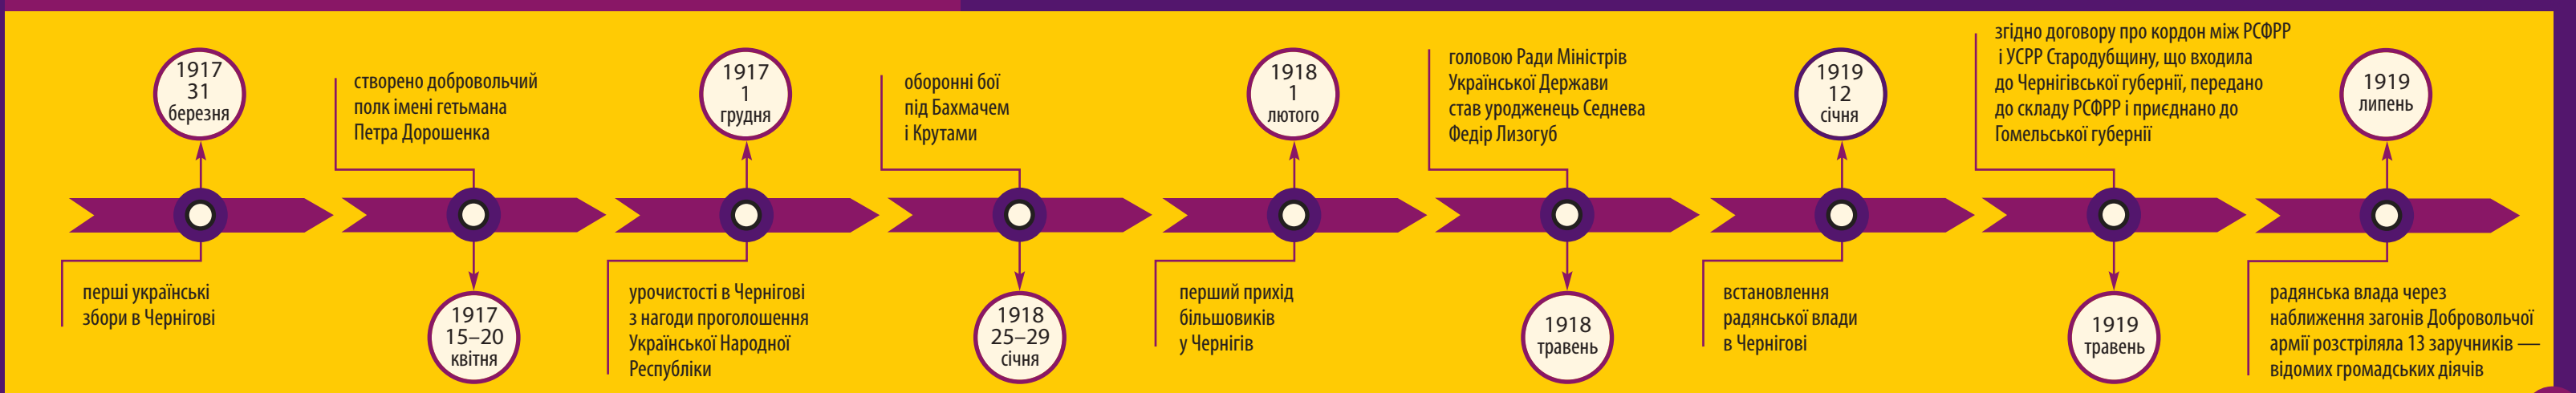 1917
31
березня
перші українські
збори в Чернігові
створено добровольчий
полк імені гетьмана
Петра Дорошенка
1917
15–20
квітня
1917
1
грудня
урочистості в Чернігові
з нагоди проголошення
Української Народної
Республіки
оборонні бої
під Бахмачем
і Крутами
1918
25–29
січня
1918
1
лютого
перший прихід
більшовиків
у Чернігів
головою Ради Міністрів
Української Держави
став уродженець Седнева
Федір Лизогуб
1918
травень
1919
12
січня
встановлення
радянської влади
в Чернігові
згідно договору про кордон між РСФРР
і УСРР Стародубщину, що входила
до Чернігівської губернії, передано
до складу РСФРР і приєднано до
Гомельської губернії
1919
травень
1919
липень
радянська влада через
наближення загонів Добровольчої
армії розстріляла 13 заручників —
відомих громадських діячів